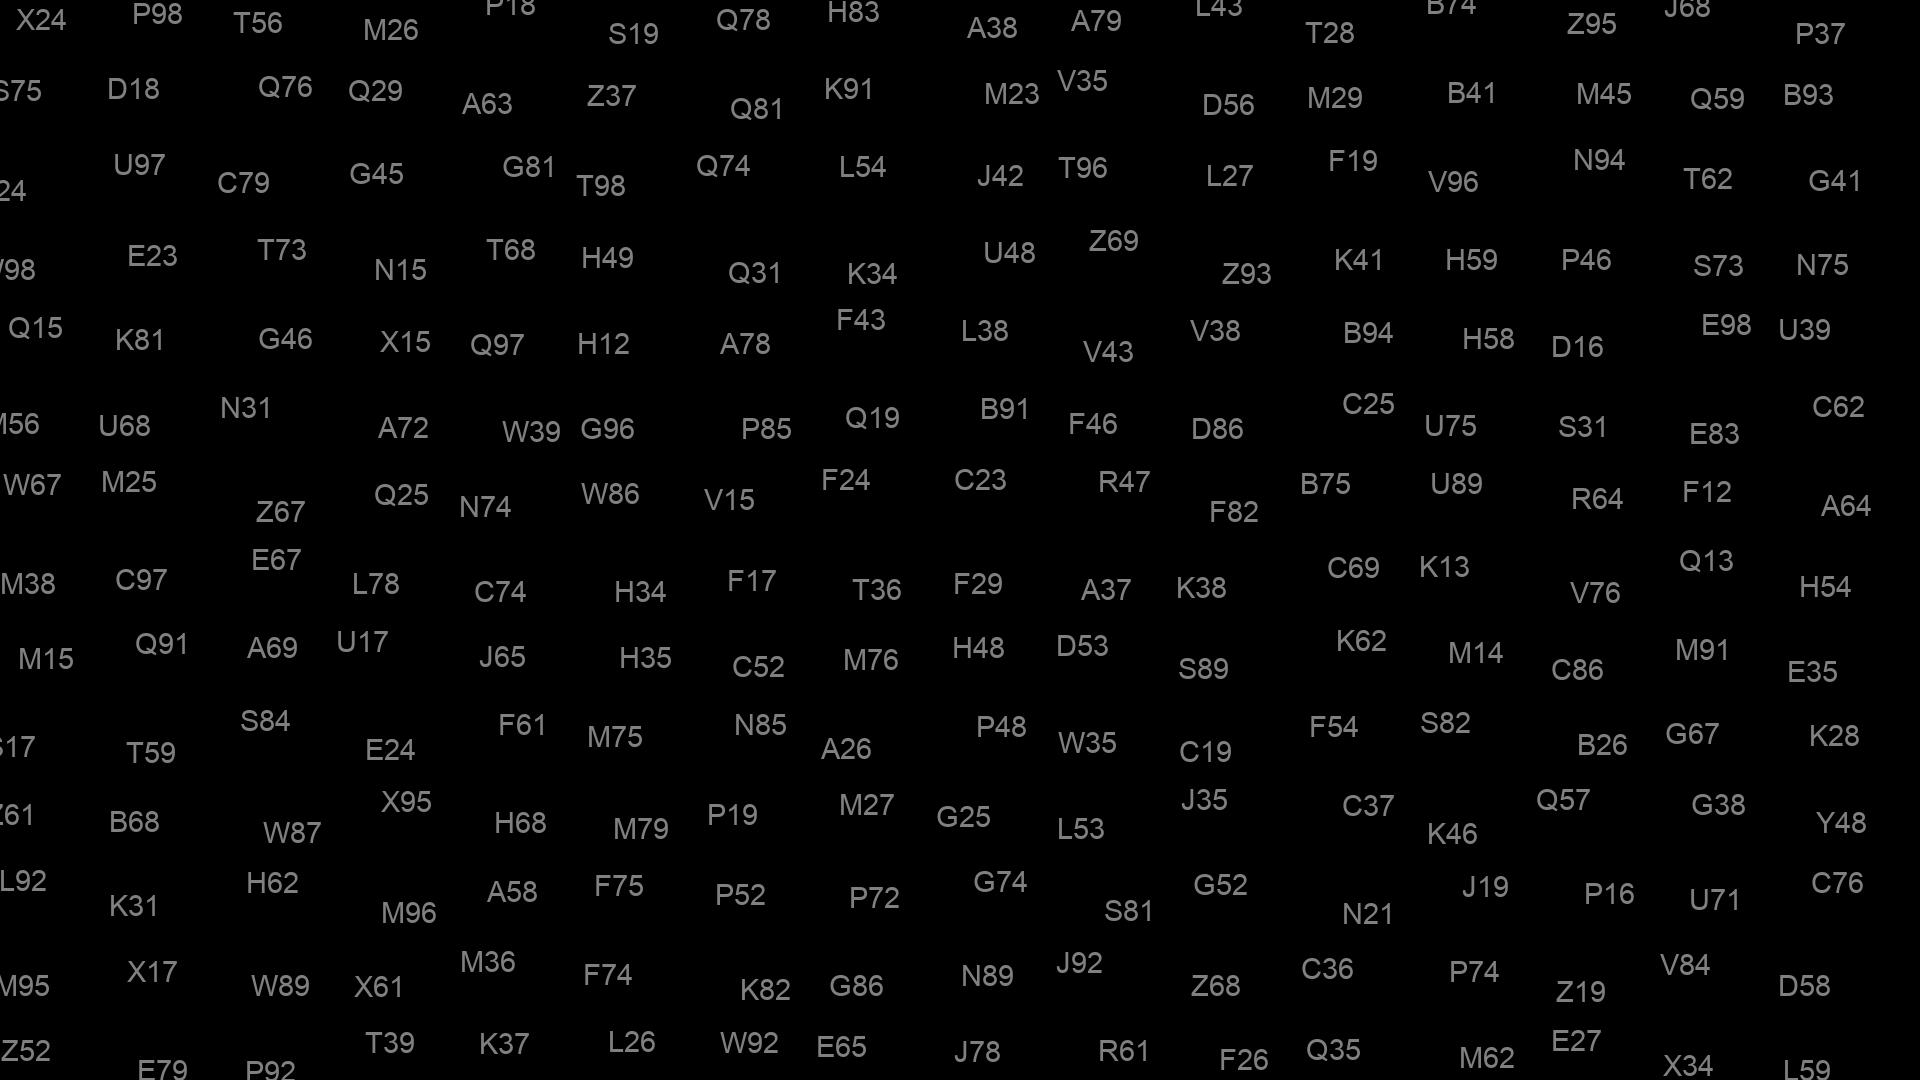 X24 P98 T56 M26 P18 S19 Q78 H83 A38 A79 L43 T28 B74 Z95 J68 P37
S75 D18 Q76 Q29 A63 Z37 Q81 K91 M23 V35 D56 M29 B41 M45 Q59 B93
24 U97 C79 G45 G81 T98 Q74 L54 J42 T96 L27 F19 V96 N94 T62 G41
98 E23 T73 N15 T68 H49 Q31 K34 U48 Z69 Z93 K41 H59 P46 S73 N75
Q15 K81 G46 X15 Q97 H12 A78 F43 L38 V43 V38 B94 H58 D16 E98 U39
M56 U68 N31 A72 W39 G96 P85 Q19 B91 F46 D86 C25 U75 S31 E83 C62
W67 M25 Z67 Q25 N74 W86 V15 F24 C23 R47 F82 B75 U89 R64 F12 A64
M38 C97 E67 L78 C74 H34 F17 T36 F29 A37 K38 C69 K13 V76 Q13 H54
M15 Q91 A69 U17 J65 H35 C52 M76 H48 D53 S89 K62 M14 C86 M91 E35
S17 T59 S84 E24 F61 M75 N85 A26 P48 W35 C19 F54 S82 B26 G67 K28
Z61 B68 W87 X95 H68 M79 P19 M27 G25 L53 J35 C37 K46 Q57 G38 Y48
L92 K31 H62 M96 A58 F75 P52 P72 G74 S81 G52 N21 J19 P16 U71 C76
M95 X17 W89 X61 M36 F74 K82 G86 N89 J92 Z68 C36 P74 Z19 V84 D58
Z52 E79 P92 T39 K37 L26 W92 E65 J78 R61 F26 Q35 M62 E27 X34 L59